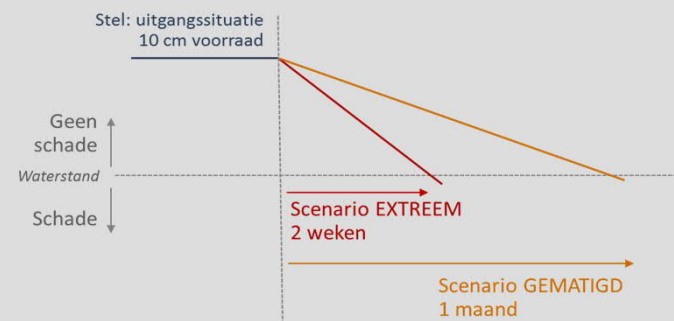 Stel: uitgangssituatie
10 cm voorraad
Geen
schade
Waterstand
Schade
Scenario EXTREEM
2 weken
Scenario GEMATIGD
1 maand